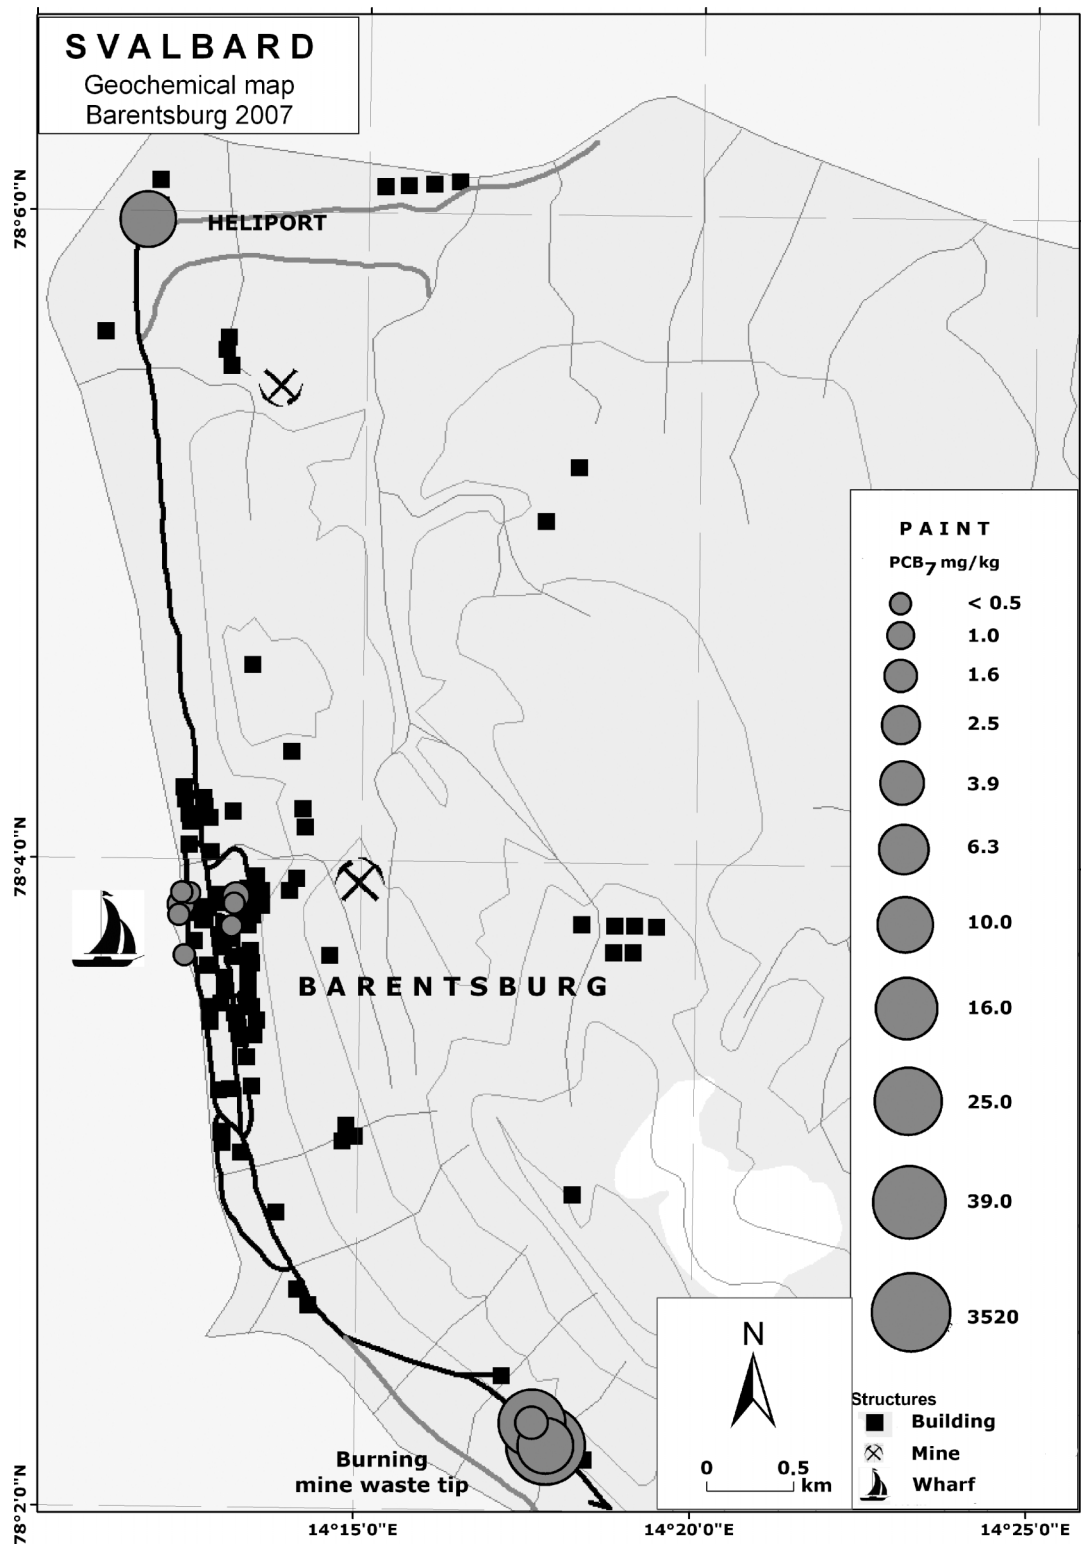 SVALBARD
Geochemical map
Barentsburg 2007
78°6'0"N
HELIPORT
PAINT
PCB7 mg/kg
< 0.5
1.0
1.6
2.5
3.9
6.3
10.0
16.0
25.0
39.0
3520
78°4'0"N
BARENTSBURG
Structures
Building
Mine
Wharf
N
0 0.5
km
Burning
mine waste tip
78°2'0"N
14°15'0"E 14°20'0"E 14°25'0"E